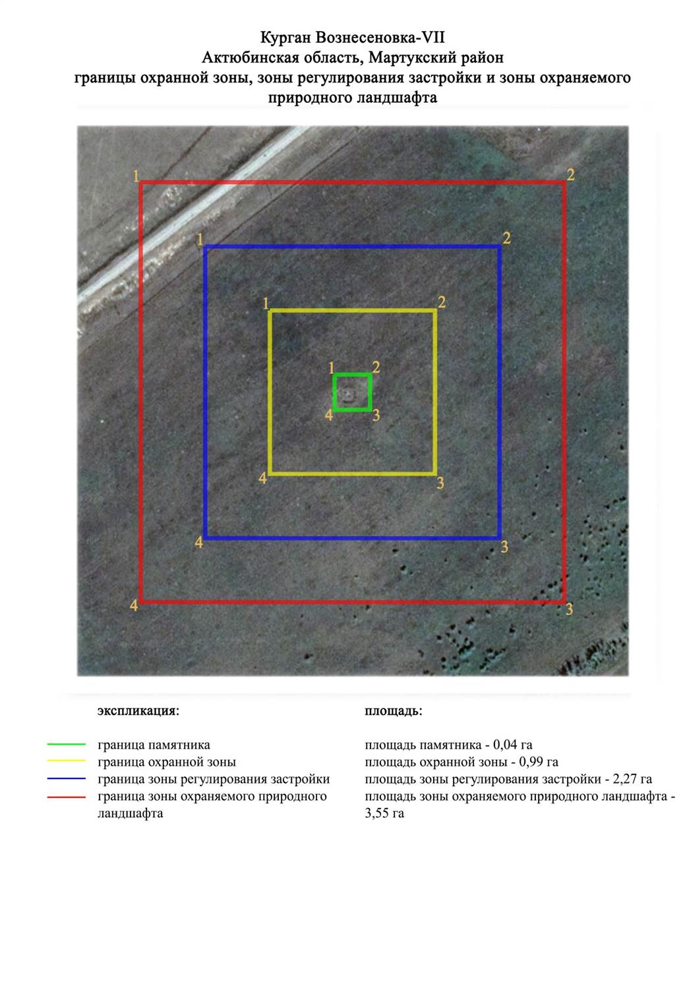 Курган Вознесеновка-VII
Актюбинская область, Мартукский район
границы охранной зоны, зоны регулирования застройки и зоны охраняемого
природного ландшафта
1
2
1
2
1
2
1
2
4
3
4
3
4
3
4
3
экспликация:
площадь:
граница памятника
площадь памятника - 0,04 га
граница охранной зоны
площадь охранной зоны - 0,99 га
граница зоны регулирования застройки
площадь зоны регулирования застройки - 2,27 га
граница зоны охраняемого природного
ландшафта
площадь зоны охраняемого природного ландшафта -
3,55 га